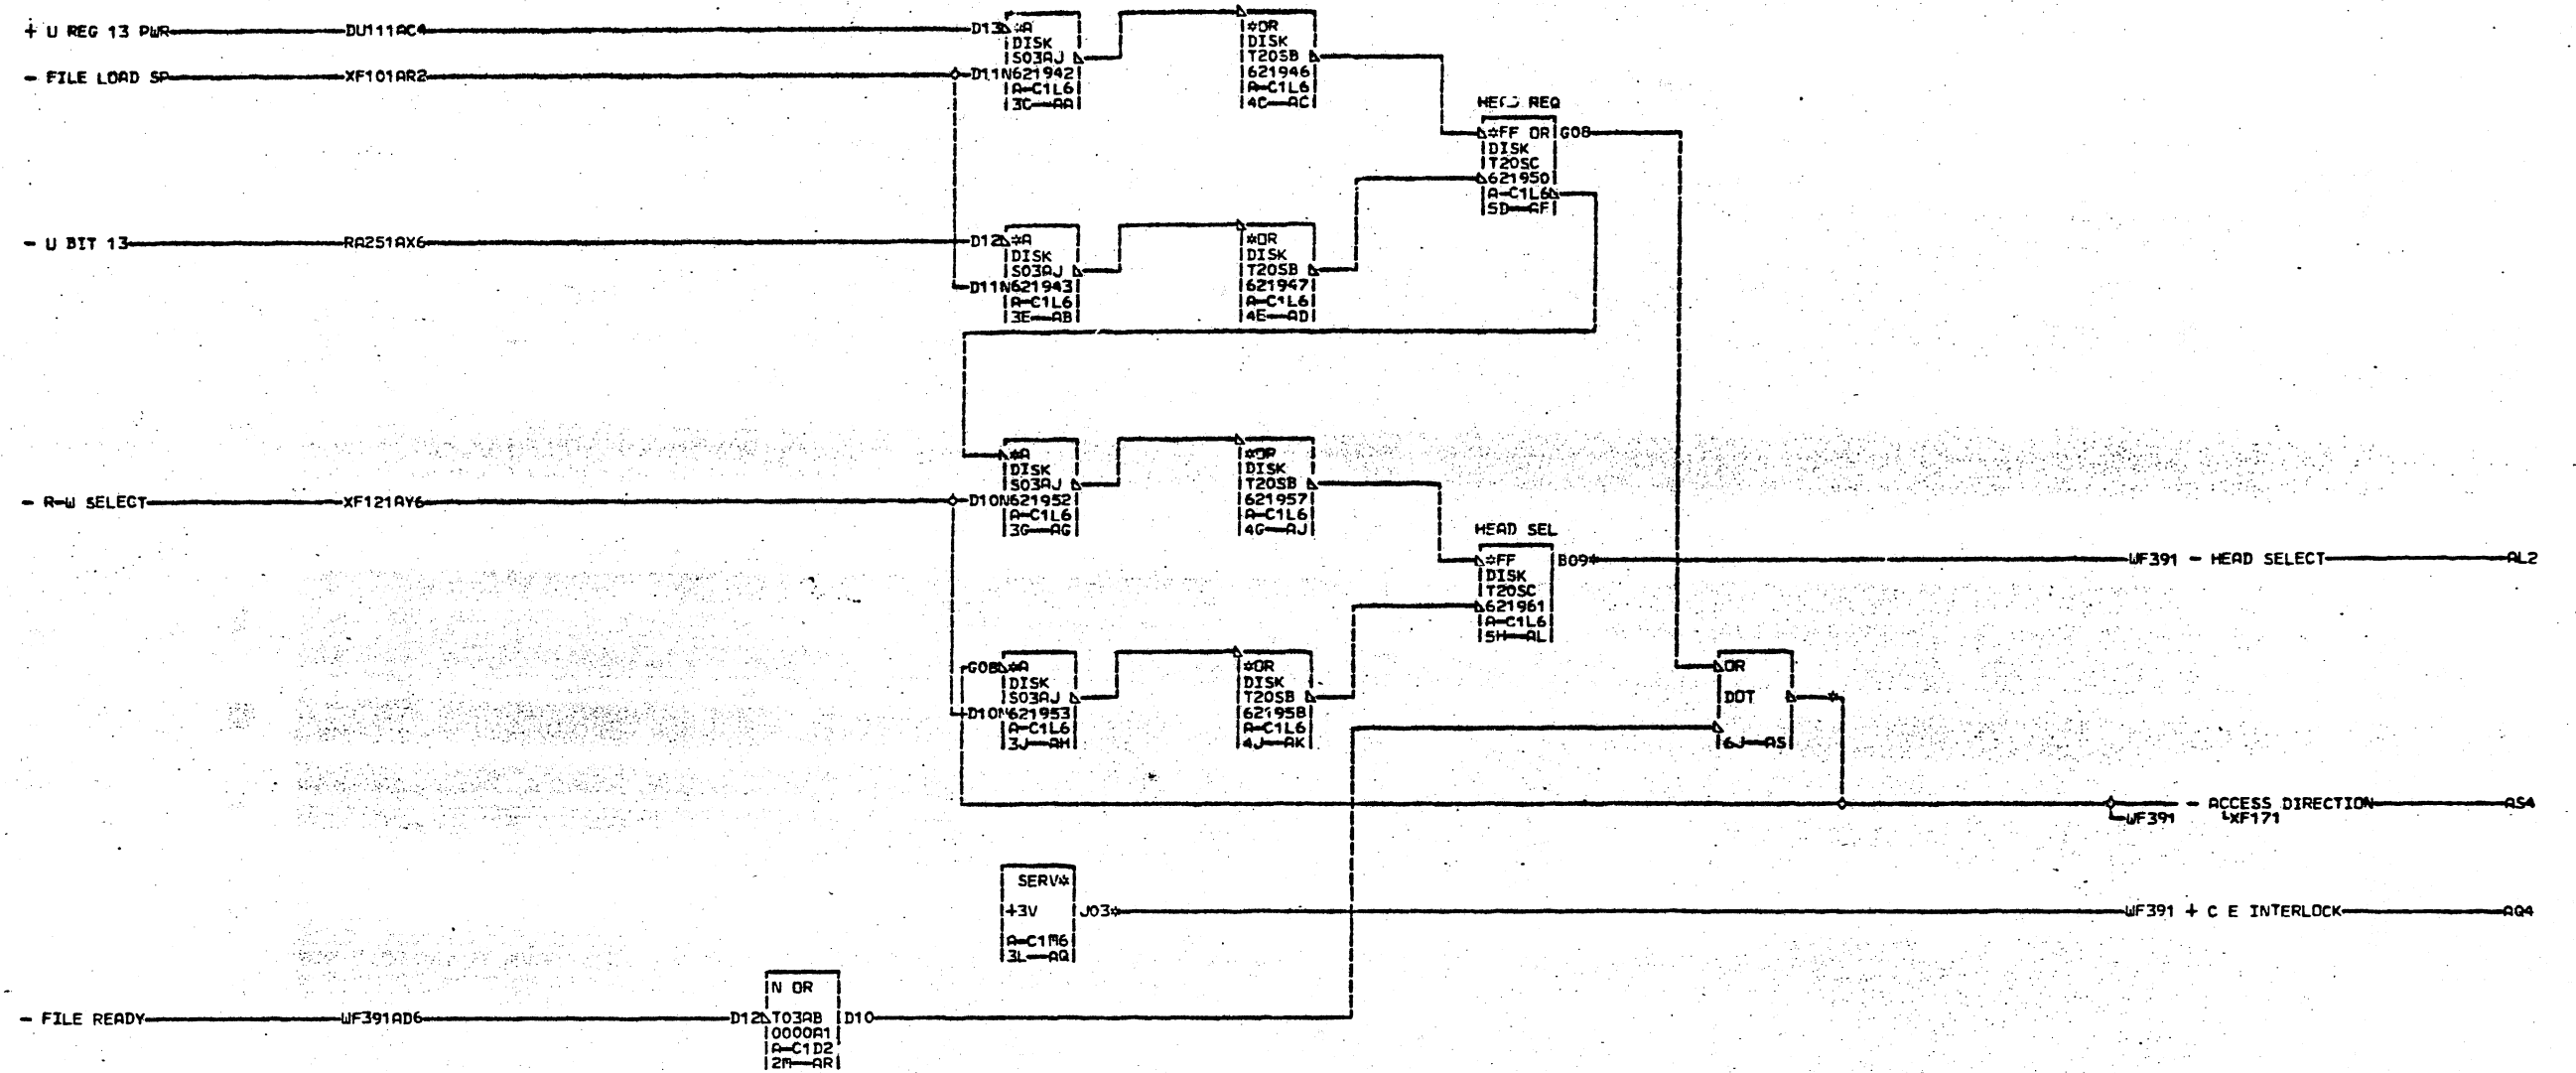 + U REG 13 PWR DU111AC4 D13
*A
DISK
S03AJ
D11N621942
A-C1L6
3C-AA
*OR
DISK
T20SB
621946
A-C1L6
4C-AC
- FILE LOAD SP XF101AR2
REQ
*FF OR G08
DISK
T20SC
621950
A-C1L6
5D-AF
- U BIT 13 RA251AX6 D12
*A
DISK
S03AJ
D11N621943
A-C1L6
3E-AB
*OR
DISK
T20SB
621947
A-C1L6
4E-AD
- R-W SELECT XF121AY6
*A
DISK
S03AJ
D10N621952
A-C1L6
3G-AG
DISK
T20SB
621957
A-C1L6
4G-AJ
HEAD SEL
*FF B09*
DISK
T20SC
621961
A-C1L6
5H-AL
WF391 - HEAD SELECT AL2
G08 *A
DISK
S03AJ
D10N621953
A-C1L6
3J-AH
*OR
DISK
T20SB
621958
A-C1L6
4J-AK
OR
DOT *
6J-AS
- ACCESS DIRECTION AS4
WF391 XF171
SERV*
+3V J03*
A-C1M6
3L-AQ
WF391 + C E INTERLOCK AQ4
- FILE READY WF391AD6 D12
N OR
T03AB D10
0000A1
A-C1D2
2M-AR